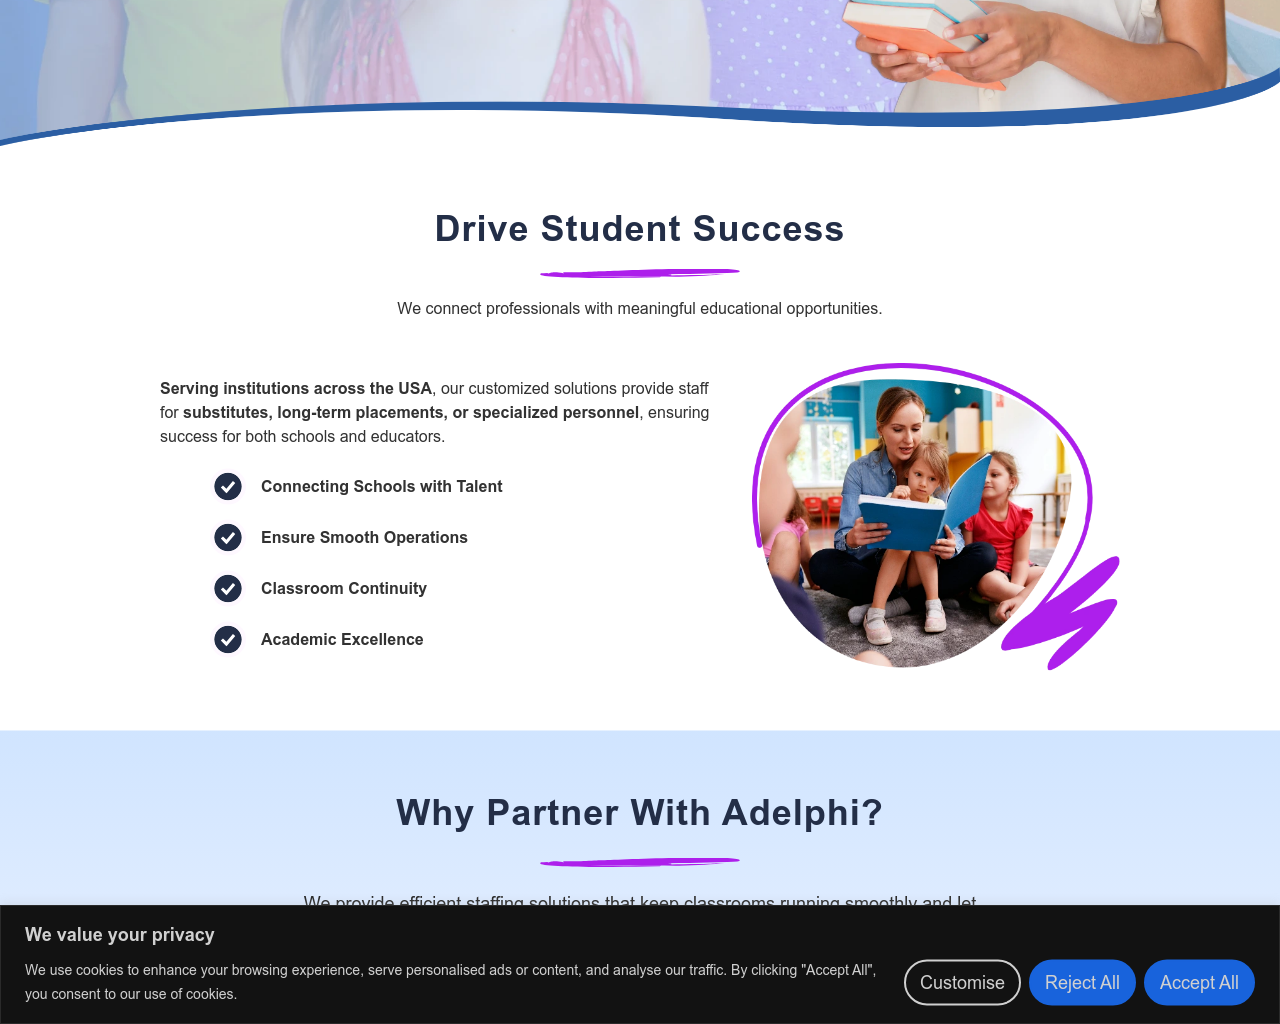 Drive Student Success
We connect professionals with meaningful educational opportunities.
Serving institutions across the USA, our customized solutions provide staff
for substitutes, long-term placements, or specialized personnel, ensuring
success for both schools and educators.
Connecting Schools with Talent
Ensure Smooth Operations
Classroom Continuity
Academic Excellence
Why Partner With Adelphi?
We provide efficient staffing solutions that keep classrooms running smoothly and let
We value your privacy
We use cookies to enhance your browsing experience, serve personalised ads or content, and analyse our traffic. By clicking "Accept All",
you consent to our use of cookies.
Customise
Reject All
Accept All